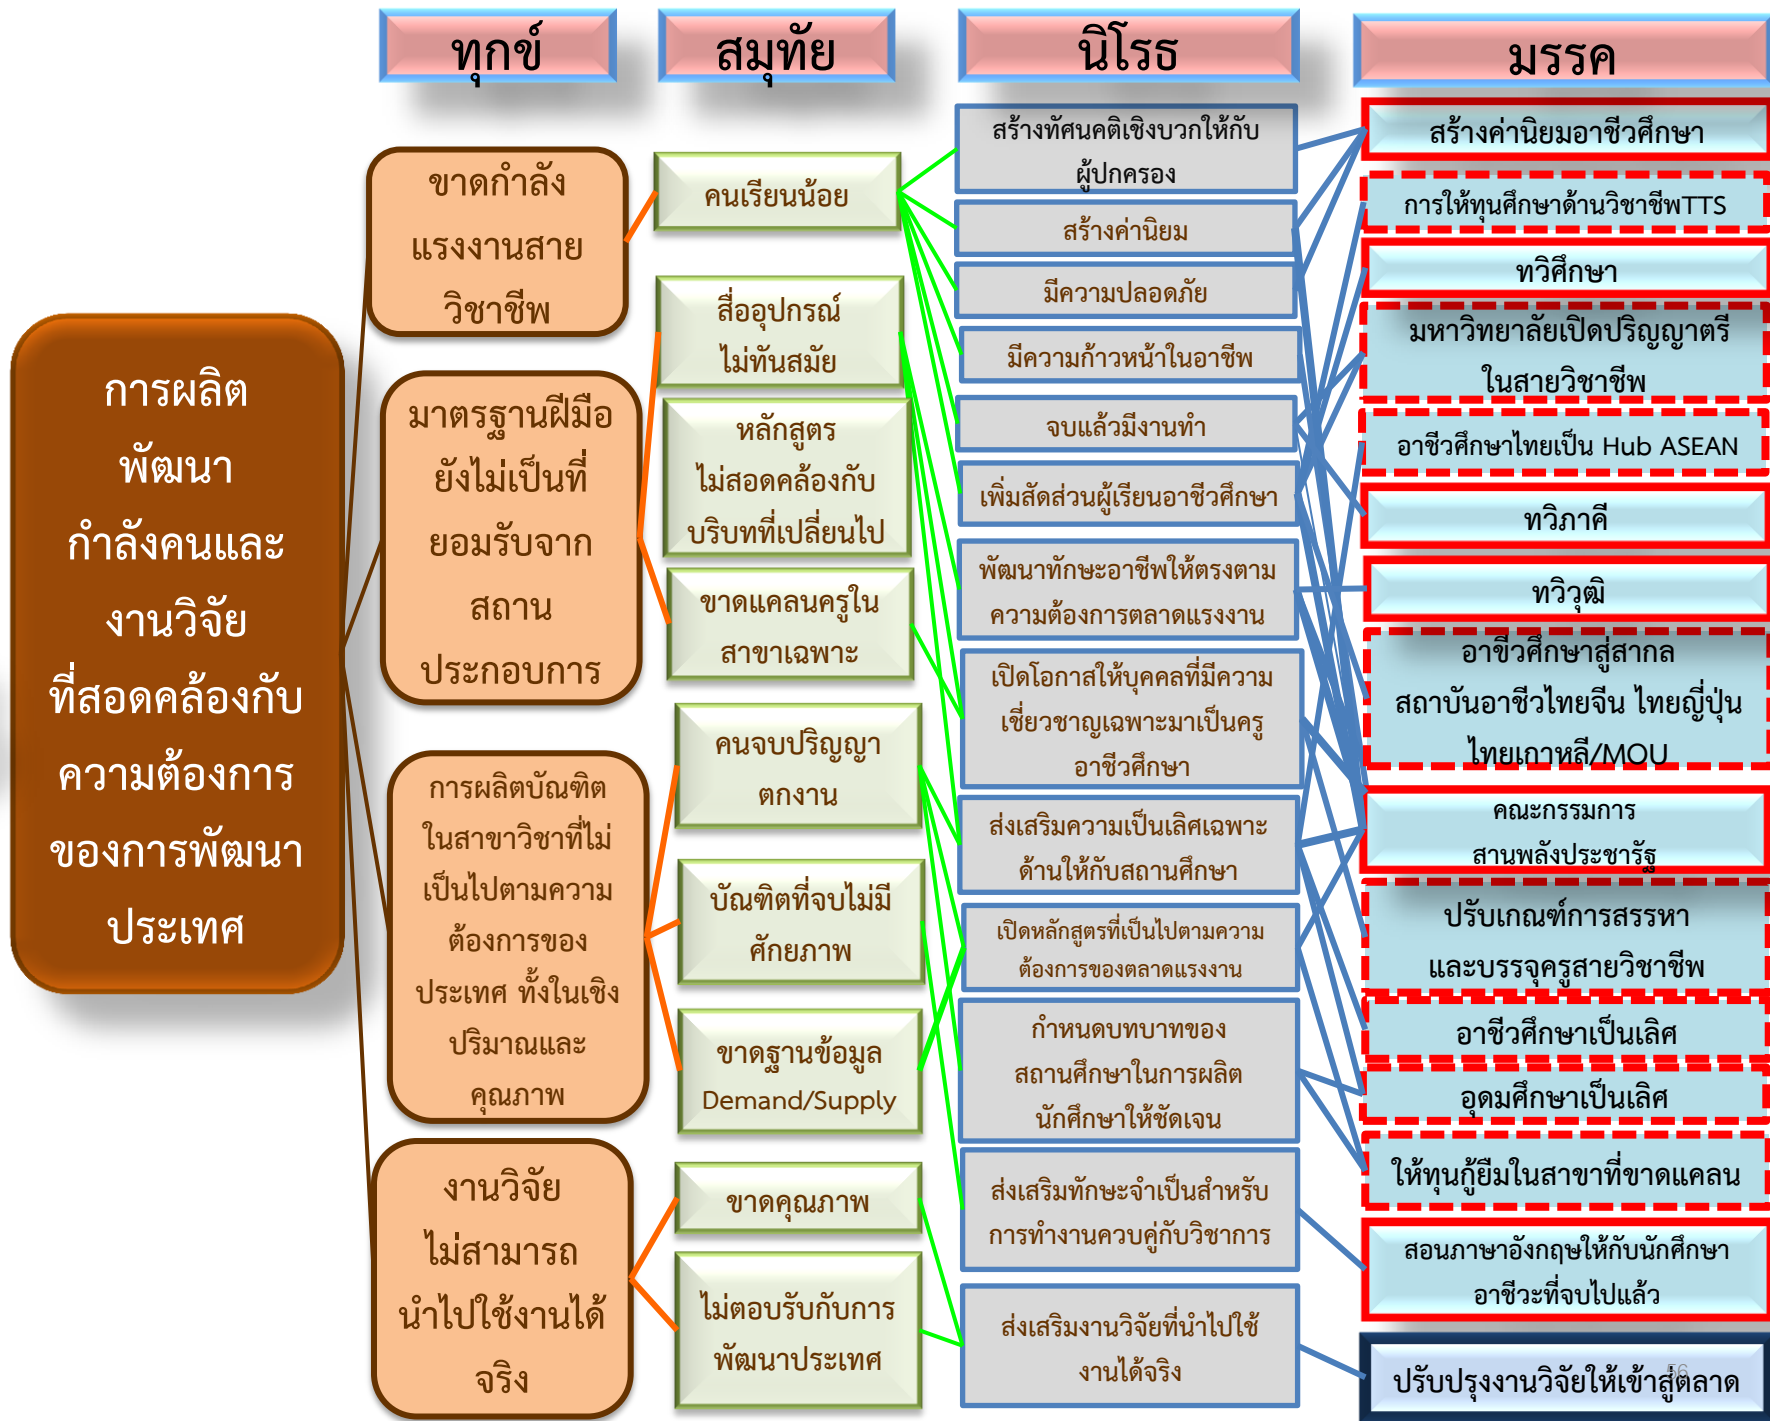 ทุกข์
สมุทัย
นิโรธ
มรรค
การผลิต
พัฒนา
กำลังคนและ
งานวิจัย
ที่สอดคล้องกับ
ความต้องการ
ของการพัฒนา
ประเทศ
ขาดกำลัง
แรงงานสาย
วิชาชีพ
มาตรฐานฝีมือ
ยังไม่เป็นที่
ยอมรับจาก
สถาน
ประกอบการ
การผลิตบัณฑิต
ในสาขาวิชาที่ไม่
เป็นไปตามความ
ต้องการของ
ประเทศ ทั้งในเชิง
ปริมาณและ
คุณภาพ
งานวิจัย
ไม่สามารถ
นำไปใช้งานได้
จริง
คนเรียนน้อย
สื่ออุปกรณ์
ไม่ทันสมัย
หลักสูตร
ไม่สอดคล้องกับ
บริบทที่เปลี่ยนไป
ขาดแคลนครูใน
สาขาเฉพาะ
คนจบปริญญา
ตกงาน
บัณฑิตที่จบไม่มี
ศักยภาพ
ขาดฐานข้อมูล
Demand/Supply
ขาดคุณภาพ
ไม่ตอบรับกับการ
พัฒนาประเทศ
สร้างทัศนคติเชิงบวกให้กับ
ผู้ปกครอง
สร้างค่านิยม
มีความปลอดภัย
มีความก้าวหน้าในอาชีพ
จบแล้วมีงานทำ
เพิ่มสัดส่วนผู้เรียนอาชีวศึกษา
พัฒนาทักษะอาชีพให้ตรงตาม
ความต้องการตลาดแรงงาน
เปิดโอกาสให้บุคคลที่มีความ
เชี่ยวชาญเฉพาะมาเป็นครู
อาชีวศึกษา
ส่งเสริมความเป็นเลิศเฉพาะ
ด้านให้กับสถานศึกษา
เปิดหลักสูตรที่เป็นไปตามความ
ต้องการของตลาดแรงงาน
กำหนดบทบาทของ
สถานศึกษาในการผลิต
นักศึกษาให้ชัดเจน
ส่งเสริมทักษะจำเป็นสำหรับ
การทำงานควบคู่กับวิชาการ
ส่งเสริมงานวิจัยที่นำไปใช้
งานได้จริง
สร้างค่านิยมอาชีวศึกษา
การให้ทุนศึกษาด้านวิชาชีพTTS
ทวิศึกษา
มหาวิทยาลัยเปิดปริญญาตรี
ในสายวิชาชีพ
อาชีวศึกษาไทยเป็น Hub ASEAN
ทวิภาคี
ทวิวุฒิ
อาชีวศึกษาสู่สากล
สถาบันอาชีวไทยจีน ไทยญี่ปุ่น
ไทยเกาหลี/MOU
คณะกรรมการ
สานพลังประชารัฐ
ปรับเกณฑ์การสรรหา
และบรรจุครูสายวิชาชีพ
อาชีวศึกษาเป็นเลิศ
อุดมศึกษาเป็นเลิศ
ให้ทุนกู้ยืมในสาขาที่ขาดแคลน
สอนภาษาอังกฤษให้กับนักศึกษา
อาชีวะที่จบไปแล้ว
ปรับปรุงงานวิจัยให้เข้าสู่ตลาด
56